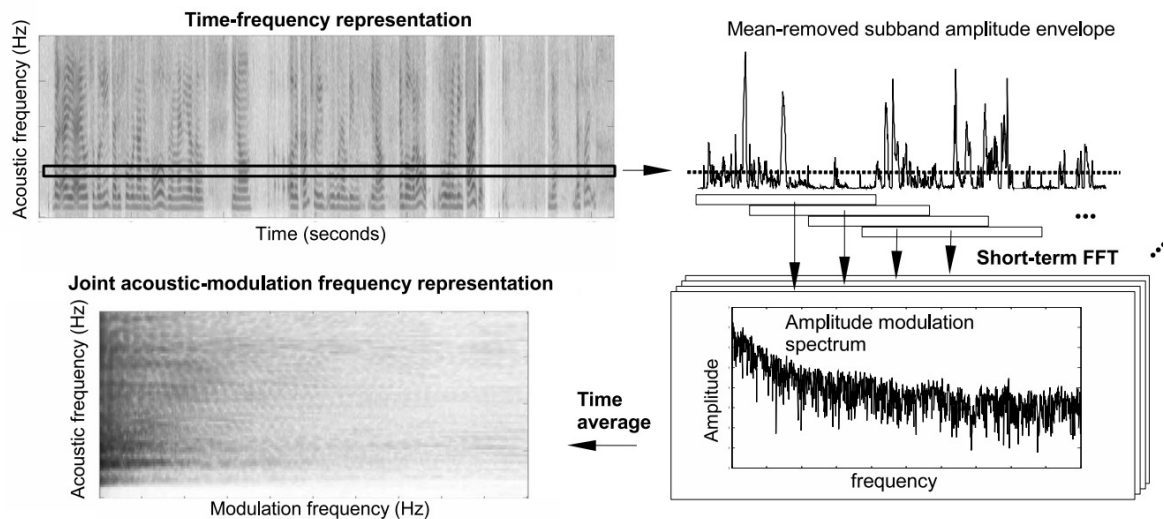 Time-frequency representation
Acoustic frequency (Hz)
Time (seconds)
Mean-removed subband amplitude envelope
...
Short-term FFT
Joint acoustic-modulation frequency representation
Acoustic frequency (Hz)
Modulation frequency (Hz)
Time
average
Amplitude modulation
spectrum
Amplitude
frequency